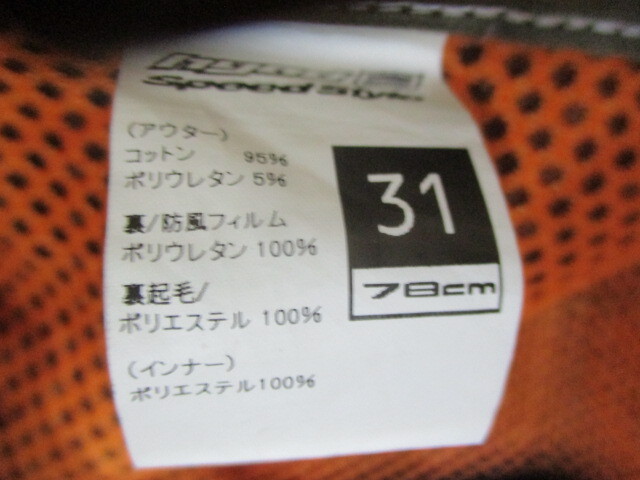 Speed Style
(アウター)
コットン 95%
ポリウレタン 5%
裏/防風フィルム
ポリウレタン 100%
裏起毛/
ポリエステル 100%
(インナー)
ポリエステル100%
31
78cm